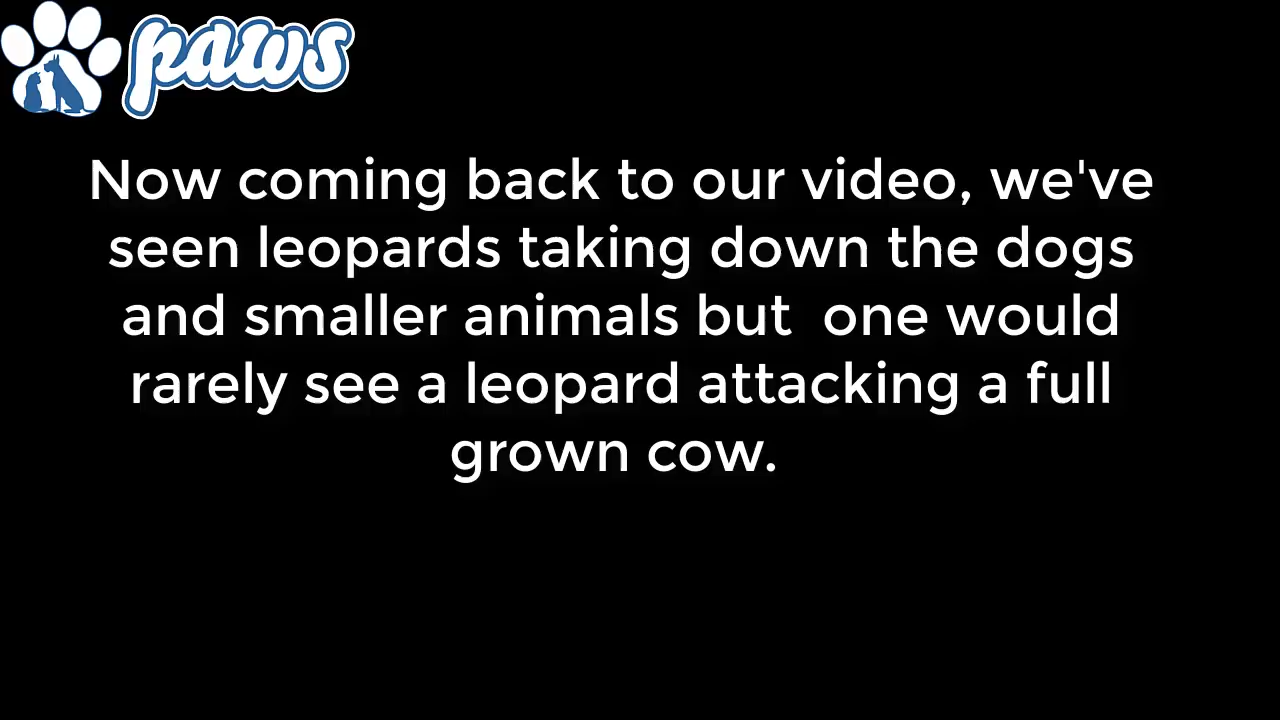 paws
Now coming back to our video, we've
seen leopards taking down the dogs
and smaller animals but  one would
rarely see a leopard attacking a full
grown cow.